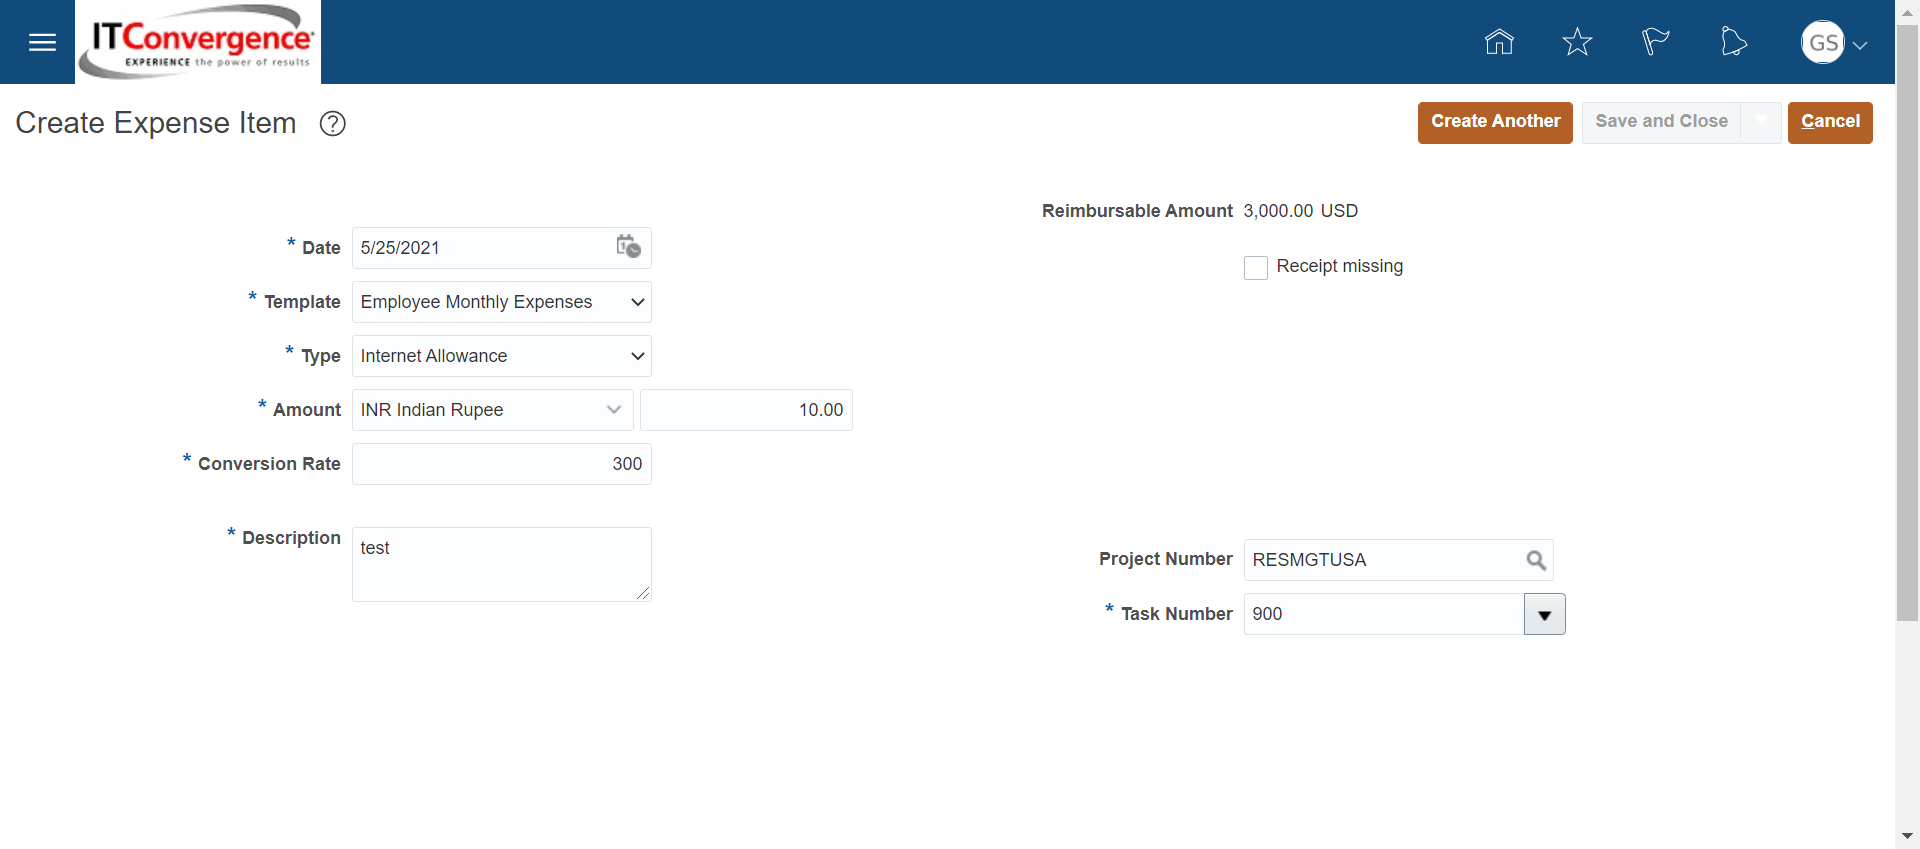 ITConvergence
EXPERIENCE the power of results
GS
Create Expense Item ?
Create Another
Save and Close
Cancel
Reimbursable Amount 3,000.00 USD
* Date 5/25/2021
Receipt missing
* Template Employee Monthly Expenses
* Type Internet Allowance
* Amount INR Indian Rupee 10.00
* Conversion Rate 300
* Description test
Project Number RESMGTUSA
* Task Number 900